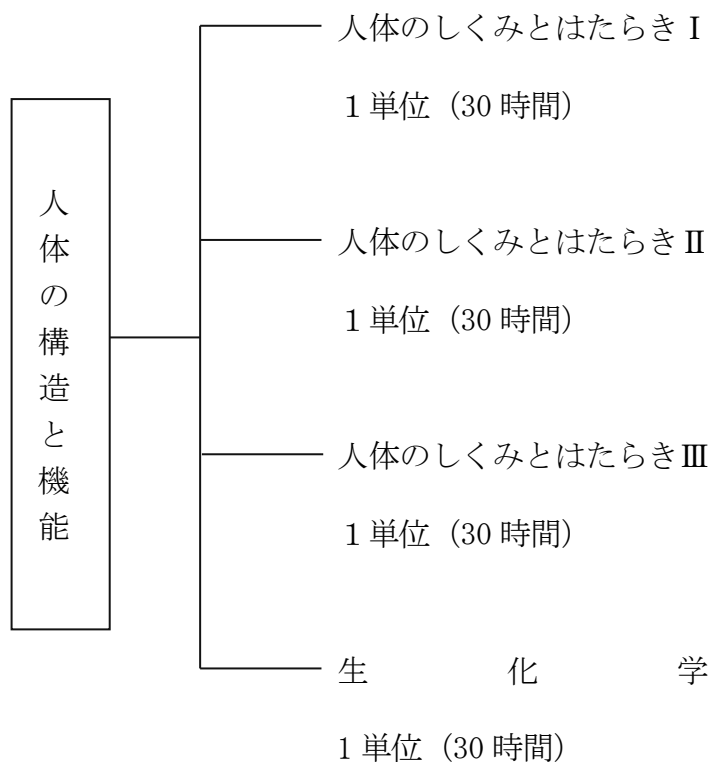 人体の構造と機能
人体のしくみとはたらきⅠ
1単位（30時間）
人体のしくみとはたらきⅡ
1単位（30時間）
人体のしくみとはたらきⅢ
1単位（30時間）
生化学
1単位（30時間）